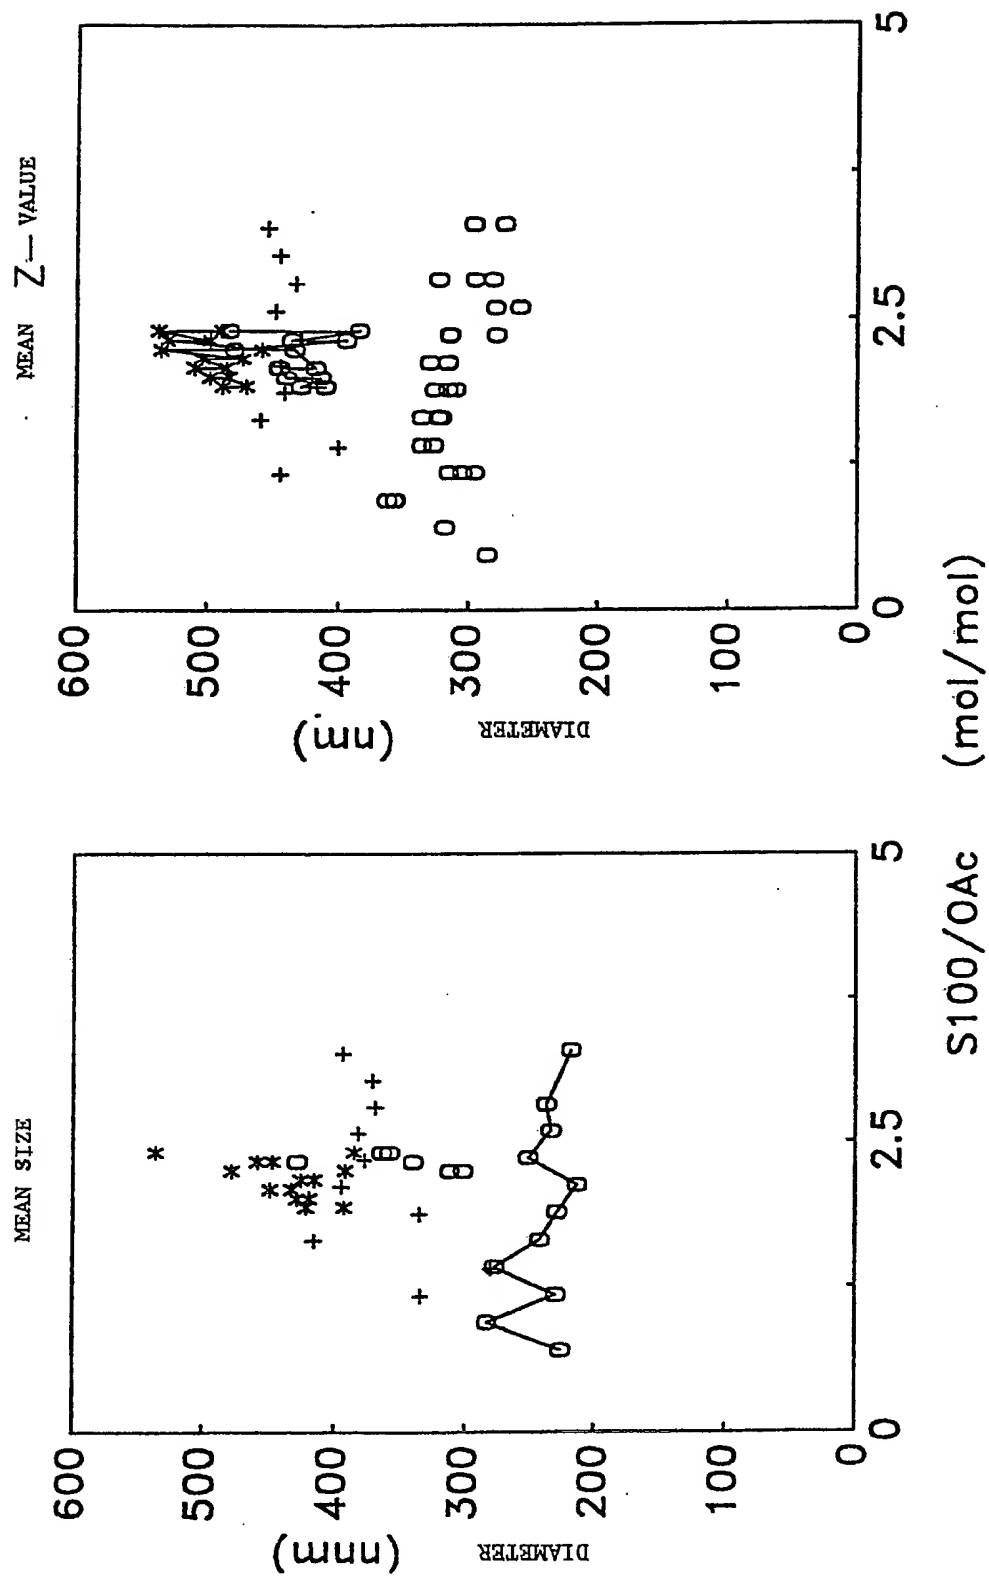 MEAN SIZE
DIAMETER
(nm)
600
500
400
300
200
100
0
0
2.5
5
MEAN Z— VALUE
DIAMETER
(nm)
600
500
400
300
200
100
0
0
2.5
5
S100/OAc (mol/mol)